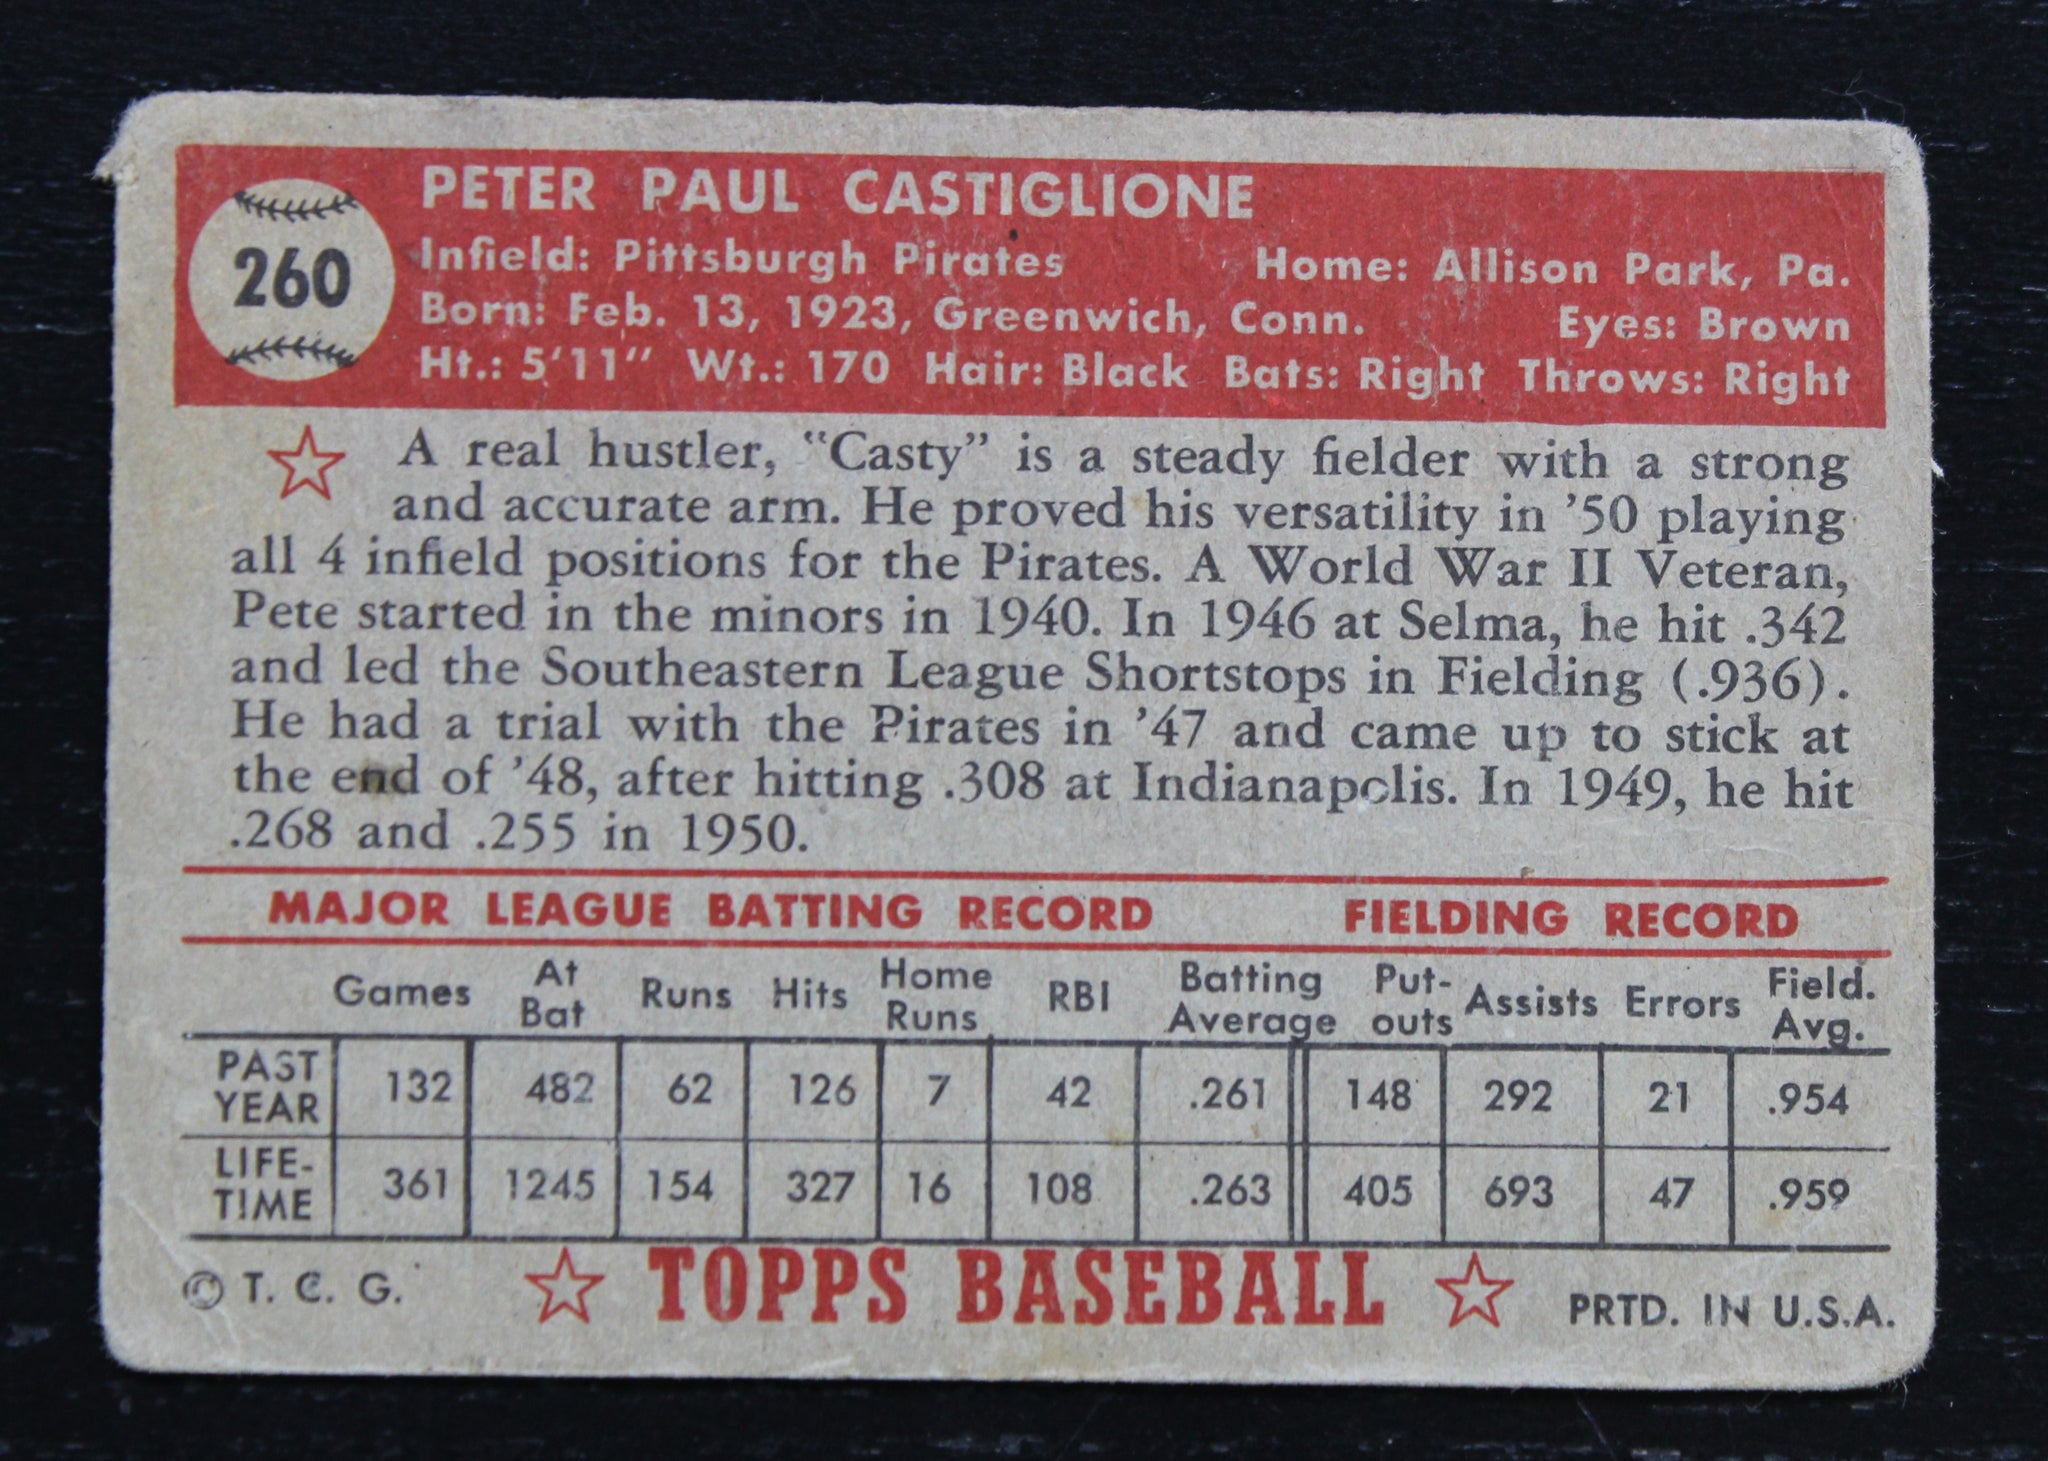 260
PETER PAUL CASTIGLIONE
Infield: Pittsburgh Pirates Home: Allison Park, Pa.
Born: Feb. 13, 1923, Greenwich, Conn. Eyes: Brown
Ht.: 5'11" Wt.: 170 Hair: Black Bats: Right Throws: Right
A real hustler, "Casty" is a steady fielder with a strong
and accurate arm. He proved his versatility in '50 playing
all 4 infield positions for the Pirates. A World War II Veteran,
Pete started in the minors in 1940. In 1946 at Selma, he hit .342
and led the Southeastern League Shortstops in Fielding (.936).
He had a trial with the Pirates in '47 and came up to stick at
the end of '48, after hitting .308 at Indianapolis. In 1949, he hit
.268 and .255 in 1950.
MAJOR LEAGUE BATTING RECORD FIELDING RECORD
Games At Bat Runs Hits Home Runs RBI Batting Average Put-outs Assists Errors Field. Avg.
PAST YEAR 132 482 62 126 7 42 .261 148 292 21 .954
LIFE-TIME 361 1245 154 327 16 108 .263 405 693 47 .959
© T. C. G. TOPPS BASEBALL PRTD. IN U.S.A.